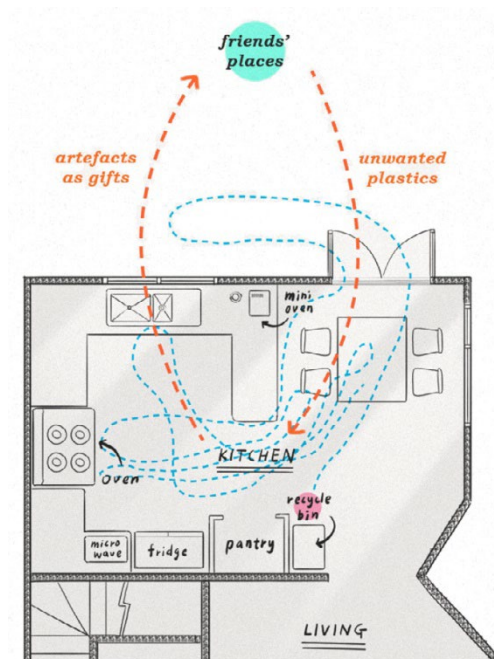 friends'
places
artefacts
as gifts
unwanted
plastics
mini
oven
KITCHEN
oven
recycle
bin
micro
wave
fridge
pantry
LIVING